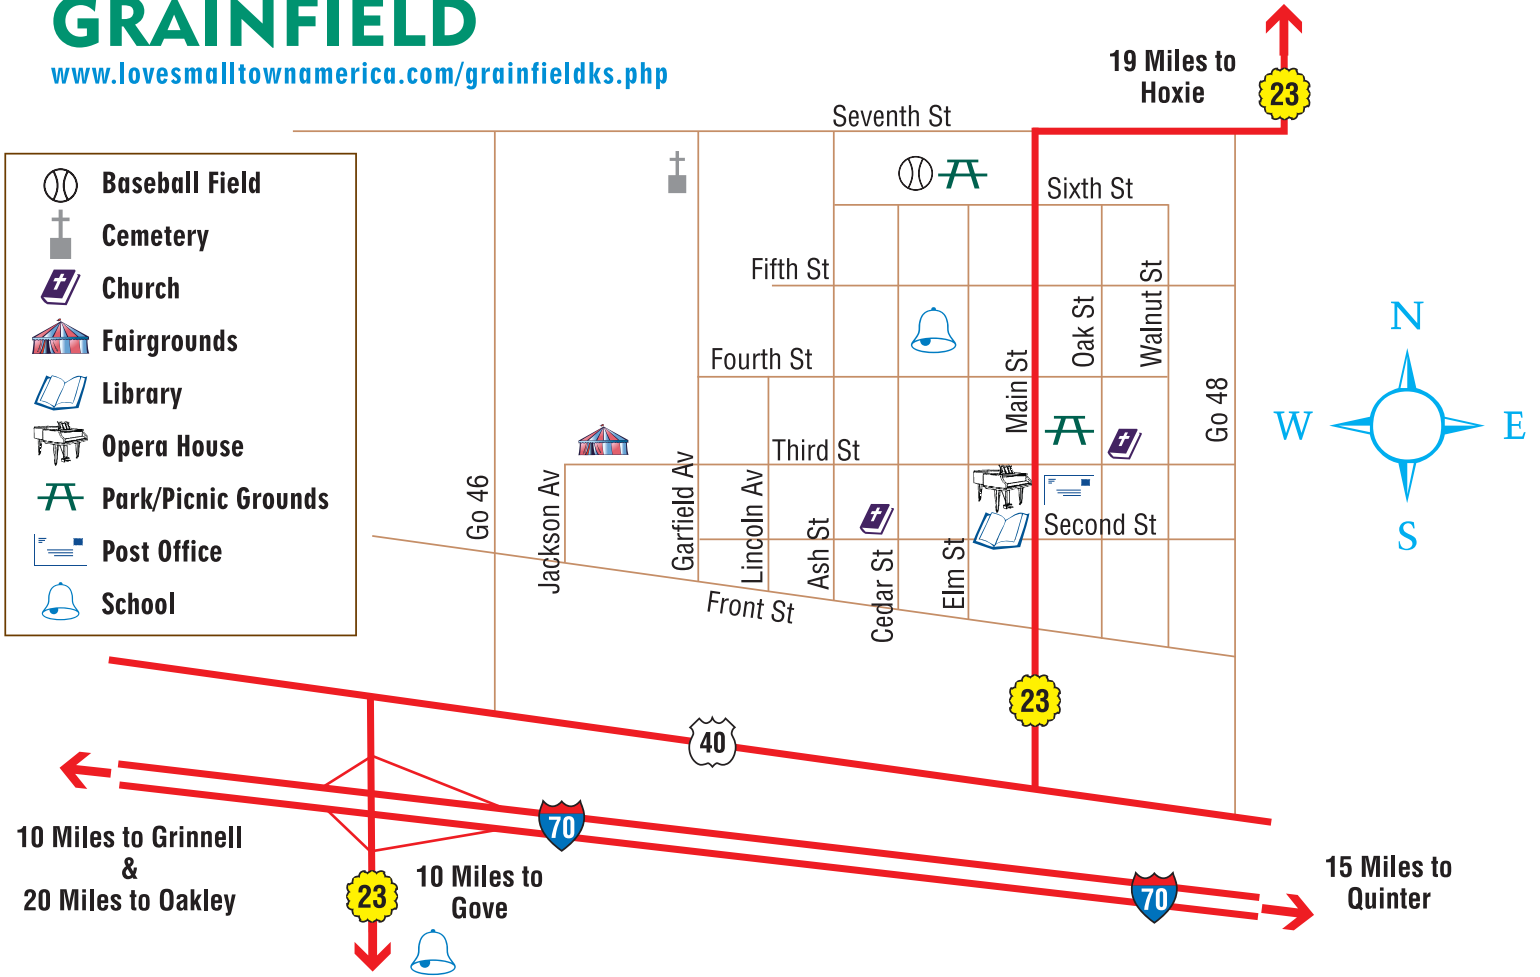 GRAINFIELD
www.lovesmalltownamerica.com/grainfieldks.php
19 Miles to
Hoxie
23
Seventh St
Baseball Field
Cemetery
Church
Fairgrounds
Library
Opera House
Park/Picnic Grounds
Post Office
School
Sixth St
Fifth St
Fourth St
Third St
Second St
Front St
Go 46
Jackson Av
Garfield Av
Lincoln Av
Ash St
Cedar St
Elm St
Main St
Oak St
Walnut St
Go 48
N
W
E
S
23
40
70
70
10 Miles to Grinnell
&
20 Miles to Oakley
23
10 Miles to
Gove
15 Miles to
Quinter